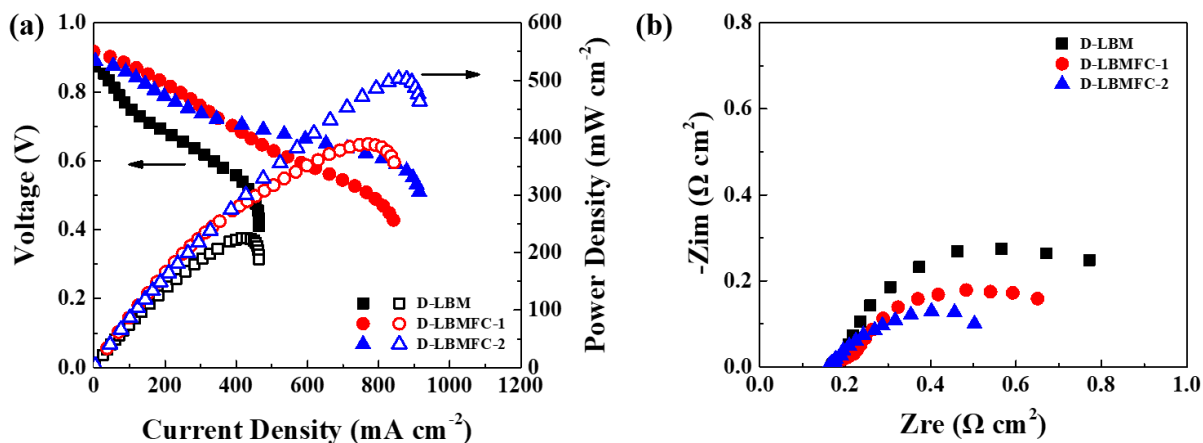 (a)
1.0
0.8
0.6
0.4
0.2
0.0
Voltage (V)
600
500
400
300
200
100
0
Power Density (mW cm⁻²)
D-LBM
D-LBMFC-1
D-LBMFC-2
0 200 400 600 800 1000 1200
Current Density (mA cm⁻²)
(b)
0.8
0.6
0.4
0.2
0.0
-Zim (Ω cm²)
D-LBM
D-LBMFC-1
D-LBMFC-2
0.0 0.2 0.4 0.6 0.8 1.0
Zre (Ω cm²)